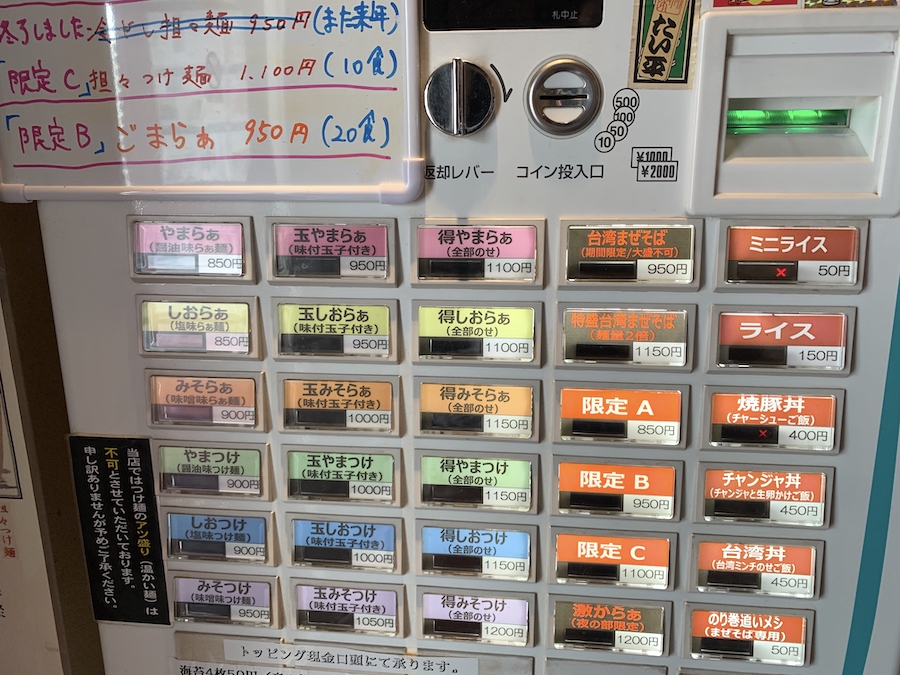 終了しました 冷やし担々麺 950円 (また来年)
「限定C」担々つけ麺 1.100円 (10食)
「限定B」ごまらぁ 950円 (20食)
札中止
たい平
返却レバー
コイン投入口
500
100
50
10
¥1000
¥2000
やまらぁ
(醤油味らぁ麺)
850円
玉やまらぁ
(味付玉子付き)
950円
得やまらぁ
(全部のせ)
1100円
台湾まぜそば
(期間限定/大盛不可)
950円
ミニライス
50円
しおらぁ
(塩味らぁ麺)
850円
玉しおらぁ
(味付玉子付き)
950円
得しおらぁ
(全部のせ)
1100円
特盛台湾まぜそば
(麺量2倍)
1150円
ライス
150円
みそらぁ
(味噌味らぁ麺)
900円
玉みそらぁ
(味付玉子付き)
1000円
得みそらぁ
(全部のせ)
1150円
限定 A
850円
焼豚丼
(チャーシューご飯)
400円
やまつけ
(醤油味つけ麺)
900円
玉やまつけ
(味付玉子付き)
1000円
得やまつけ
(全部のせ)
1150円
限定 B
950円
チャンジャ丼
(チャンジャと生卵かけご飯)
450円
しおつけ
(塩味つけ麺)
900円
玉しおつけ
(味付玉子付き)
1000円
得しおつけ
(全部のせ)
1150円
限定 C
1100円
台湾丼
(台湾ミンチのせご飯)
450円
みそつけ
(味噌味つけ麺)
950円
玉みそつけ
(味付玉子付き)
1050円
得みそつけ
(全部のせ)
1200円
激からぁ
(夜の部限定)
1200円
のり巻追いメシ
(まぜそば専用)
50円
当店ではつけ麺のアツ盛り(温かい麺)は
不可とさせていただいております。
申し訳ありませんが予めご了承ください。
トッピング現金口頭にて承ります。
海苔4枚50円